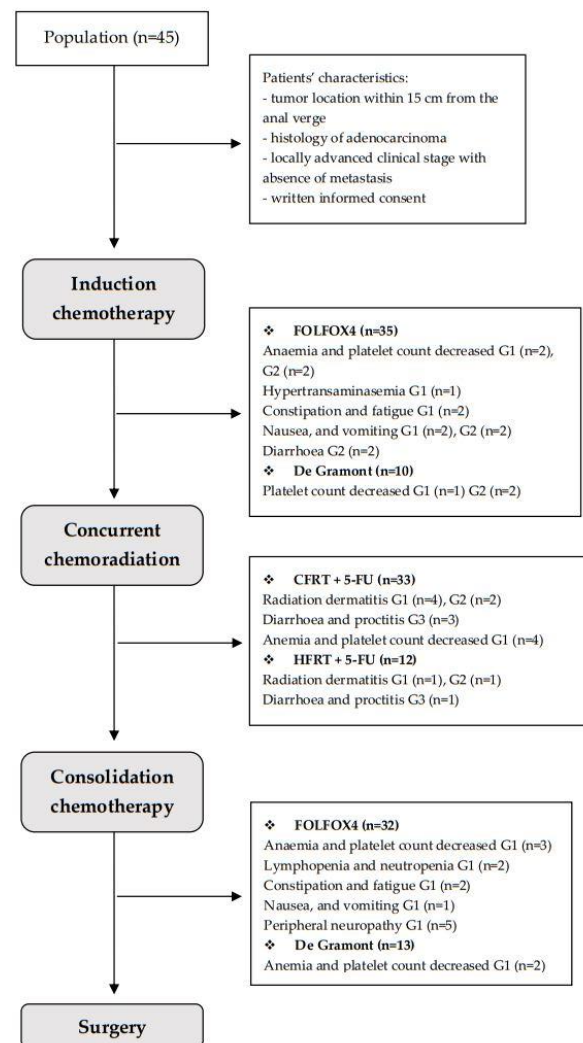 Population (n=45)
Patients' characteristics:
- tumor location within 15 cm from the
anal verge
- histology of adenocarcinoma
- locally advanced clinical stage with
absence of metastasis
- written informed consent
Induction
chemotherapy
❖ FOLFOX4 (n=35)
Anaemia and platelet count decreased G1 (n=2),
G2 (n=2)
Hypertransaminasemia G1 (n=1)
Constipation and fatigue G1 (n=2)
Nausea, and vomiting G1 (n=2), G2 (n=2)
Diarrhoea G2 (n=2)
❖ De Gramont (n=10)
Platelet count decreased G1 (n=1) G2 (n=2)
Concurrent
chemoradiation
❖ CFRT + 5-FU (n=33)
Radiation dermatitis G1 (n=4), G2 (n=2)
Diarrhoea and proctitis G3 (n=3)
Anemia and platelet count decreased G1 (n=4)
❖ HFRT + 5-FU (n=12)
Radiation dermatitis G1 (n=1), G2 (n=1)
Diarrhoea and proctitis G3 (n=1)
Consolidation
chemotherapy
❖ FOLFOX4 (n=32)
Anaemia and platelet count decreased G1 (n=3)
Lymphopenia and neutropenia G1 (n=2)
Constipation and fatigue G1 (n=2)
Nausea, and vomiting G1 (n=1)
Peripheral neuropathy G1 (n=5)
❖ De Gramont (n=13)
Anemia and platelet count decreased G1 (n=2)
Surgery